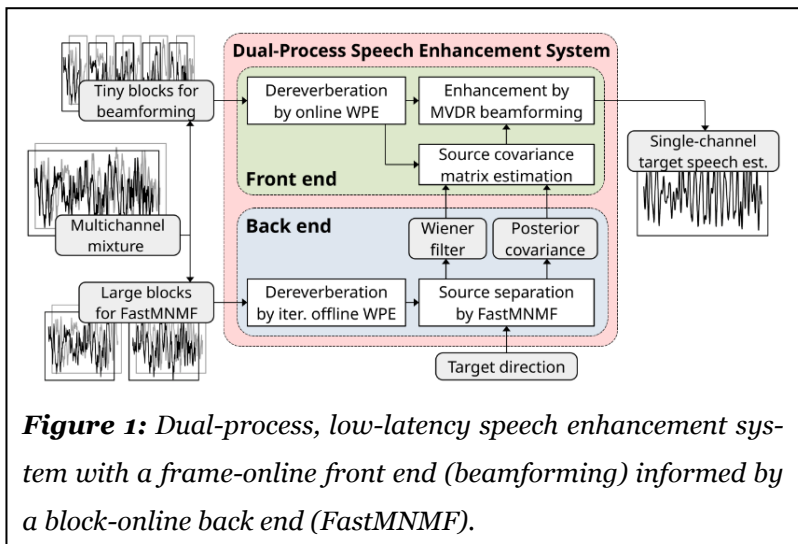 Dual-Process Speech Enhancement System
Tiny blocks for
beamforming
Dereverberation
by online WPE
Enhancement by
MVDR beamforming
Single-channel
target speech est.
Source covariance
matrix estimation
Front end
Multichannel
mixture
Back end
Wiener
filter
Posterior
covariance
Large blocks
for FastMNMF
Dereverberation
by iter. offline WPE
Source separation
by FastMNMF
Target direction
Figure 1: Dual-process, low-latency speech enhancement sys-
tem with a frame-online front end (beamforming) informed by
a block-online back end (FastMNMF).